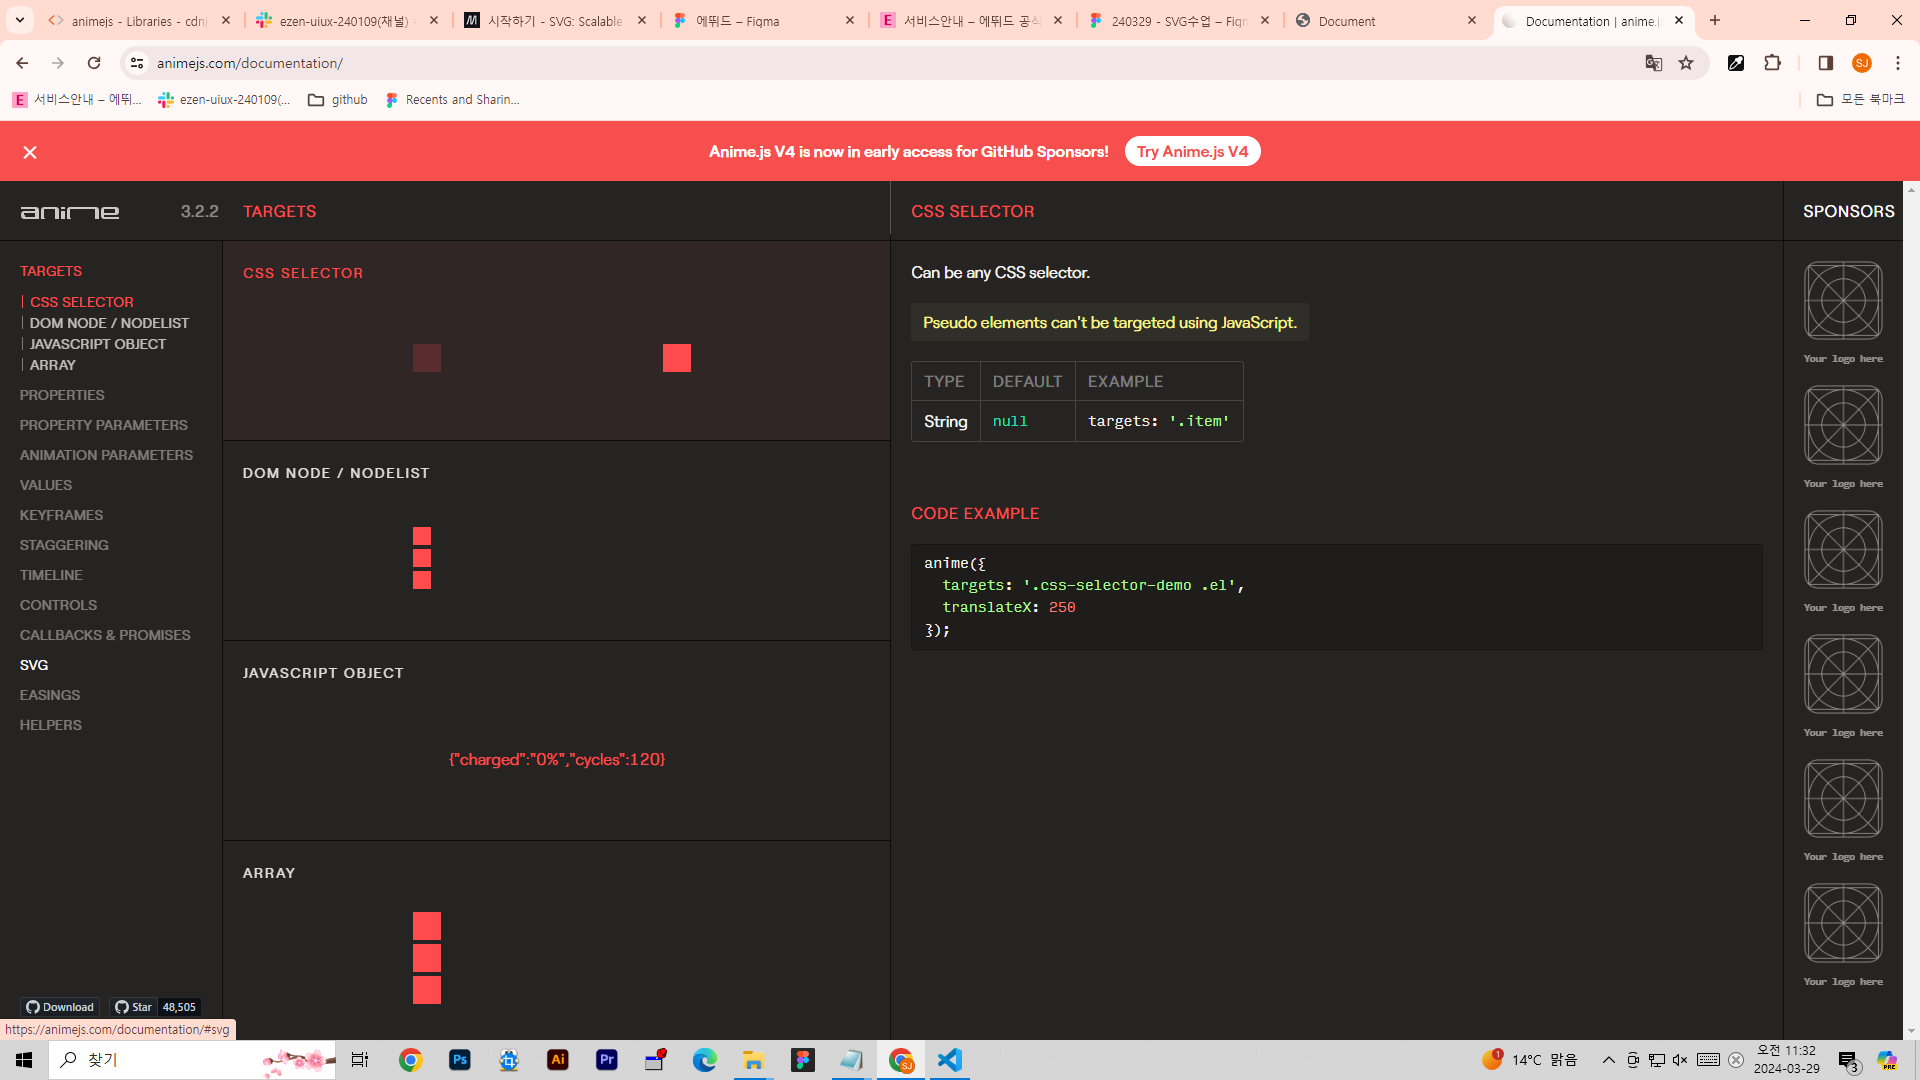 animejs - Libraries - cdnj
ezen-uiux-240109(채널) -
시작하기 - SVG: Scalable
에뛰드 – Figma
서비스안내 – 에뛰드 공식
240329 - SVG수업 – Figm
Document
Documentation | anime.j
animejs.com/documentation/
SJ
서비스안내 – 에뛰...
ezen-uiux-240109(...
github
Recents and Sharin...
모든 북마크
Anime.js V4 is now in early access for GitHub Sponsors!
Try Anime.js V4
anime
3.2.2
TARGETS
CSS SELECTOR
SPONSORS
TARGETS
CSS SELECTOR
DOM NODE / NODELIST
JAVASCRIPT OBJECT
ARRAY
PROPERTIES
PROPERTY PARAMETERS
ANIMATION PARAMETERS
VALUES
KEYFRAMES
STAGGERING
TIMELINE
CONTROLS
CALLBACKS & PROMISES
SVG
EASINGS
HELPERS
Download
Star
48,505
https://animejs.com/documentation/#svg
CSS SELECTOR
DOM NODE / NODELIST
JAVASCRIPT OBJECT
{"charged":"0%","cycles":120}
ARRAY
Can be any CSS selector.
Pseudo elements can't be targeted using JavaScript.
TYPE DEFAULT EXAMPLE
String null targets: '.item'
CODE EXAMPLE
anime({
targets: '.css-selector-demo .el',
translateX: 250
});
Your logo here
Your logo here
Your logo here
Your logo here
Your logo here
Your logo here
찾기
Ps
Ai
Pr
SJ
1
14°C 맑음
오전 11:32
2024-03-29
3
PRE